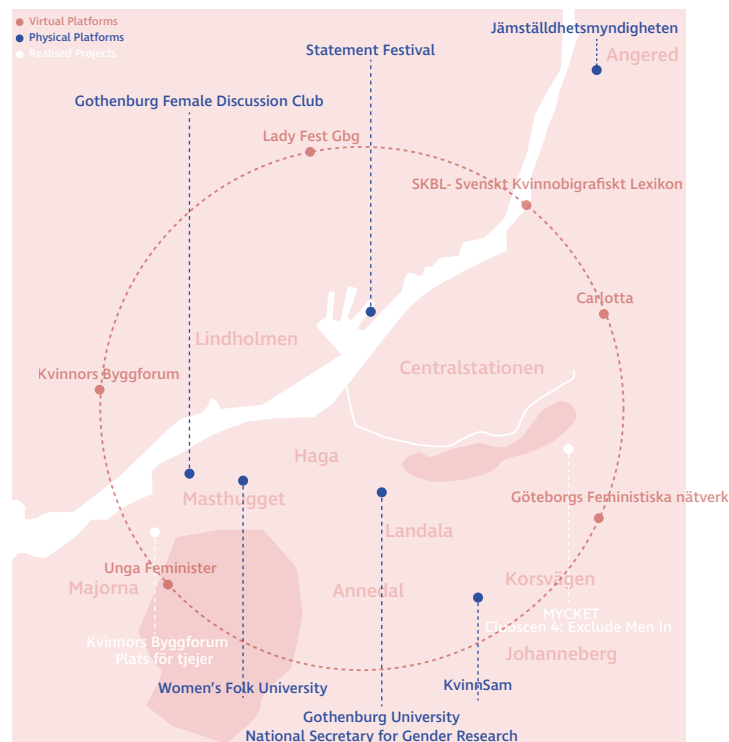 Virtual Platforms
Physical Platforms
Realised Projects
Jämställdhetsmyndigheten
Angered
Statement Festival
Gothenburg Female Discussion Club
Lady Fest Gbg
SKBL- Svenskt Kvinnobigrafiskt Lexikon
Carlotta
Lindholmen
Centralstationen
Kvinnors Byggforum
Haga
Masthugget
Göteborgs Feministiska nätverk
Landala
Unga Feminister
Majorna
Annedal
Korsvägen
MYCKET
Clubscen 4: Exclude Men In
Kvinnors Byggforum
Plats för tjejer
Johanneberg
Women's Folk University
KvinnSam
Gothenburg University
National Secretary for Gender Research